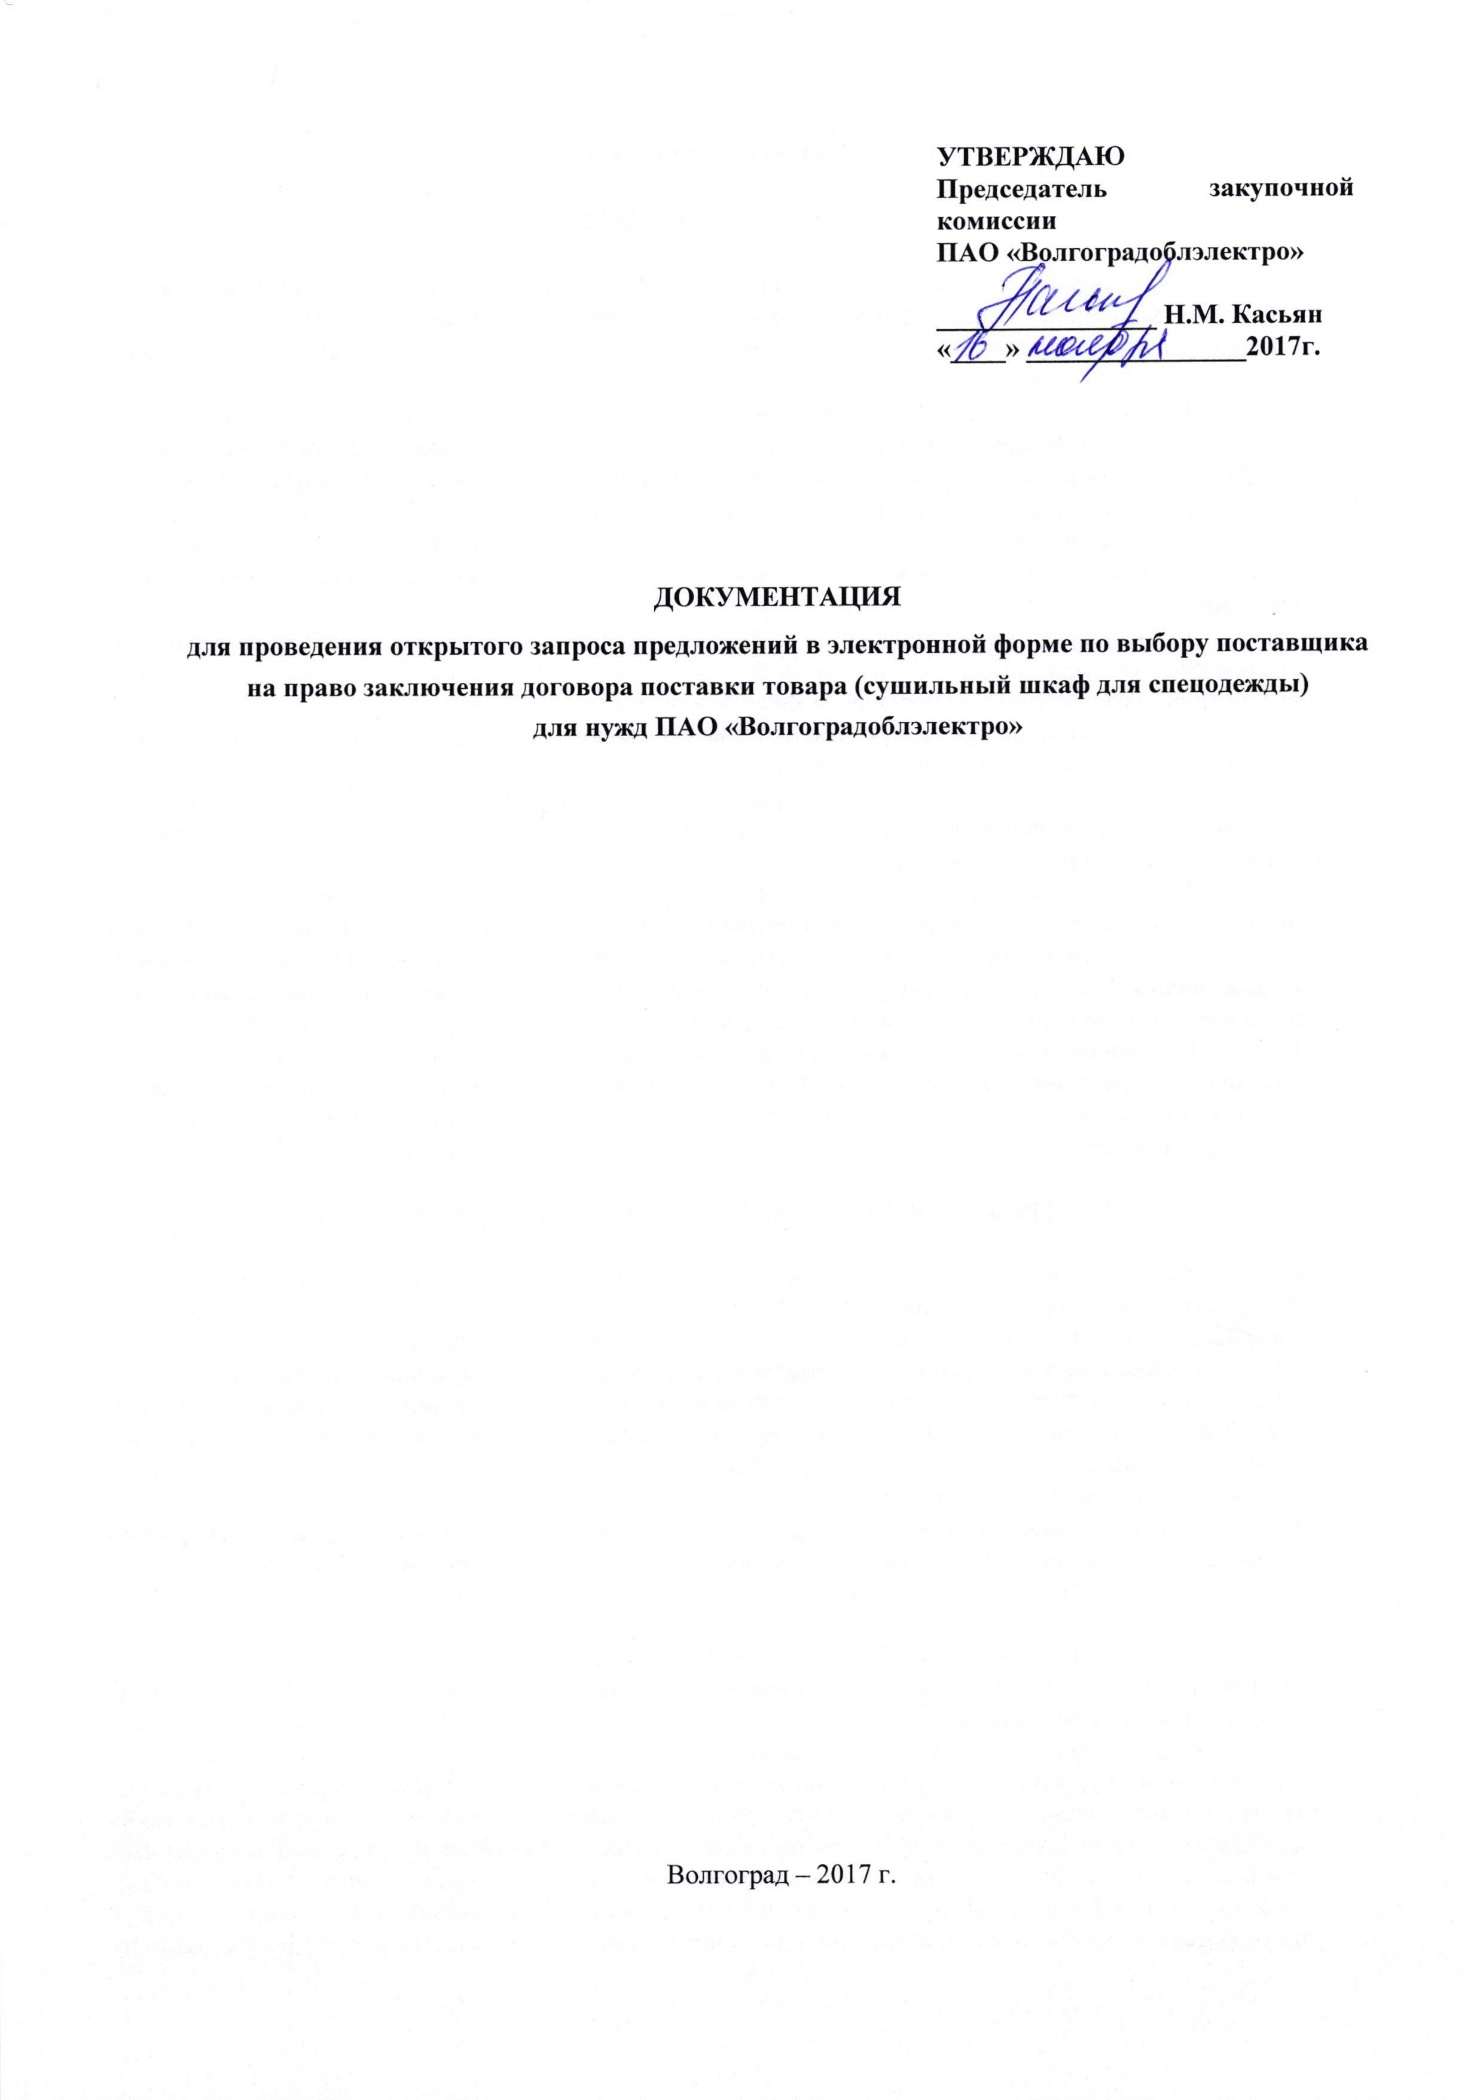 УТВЕРЖДАЮ
Председатель закупочной
комиссии
ПАО «Волгоградоблэлектро»
Н.М. Касьян
«16» ноября 2017г.
ДОКУМЕНТАЦИЯ
для проведения открытого запроса предложений в электронной форме по выбору поставщика
на право заключения договора поставки товара (сушильный шкаф для спецодежды)
для нужд ПАО «Волгоградоблэлектро»
Волгоград – 2017 г.